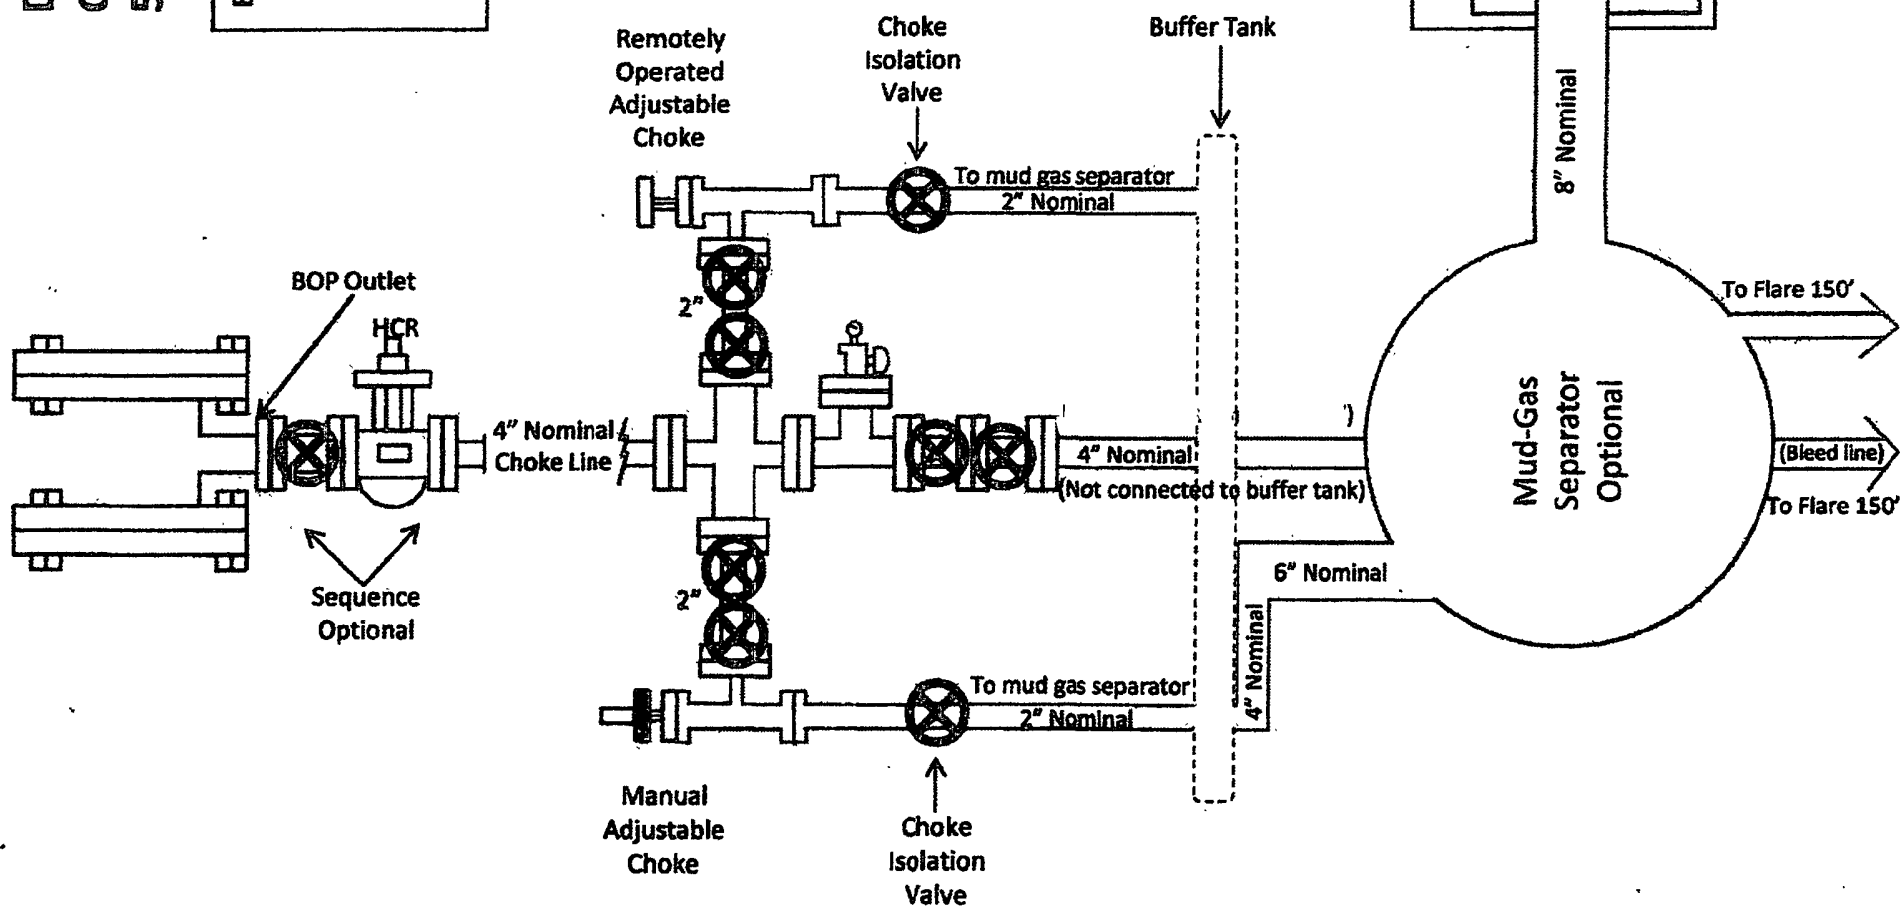 Remotely
Operated
Adjustable
Choke
Choke
Isolation
Valve
Buffer Tank
8" Nominal
To mud gas separator
2" Nominal
BOP Outlet
HCR
2"
To Flare 150'
4" Nominal
Choke Line
4" Nominal
(Not connected to buffer tank)
Mud-Gas
Separator
Optional
(Bleed line)
To Flare 150'
Sequence
Optional
2"
6" Nominal
4" Nominal
To mud gas separator
2" Nominal
Manual
Adjustable
Choke
Choke
Isolation
Valve